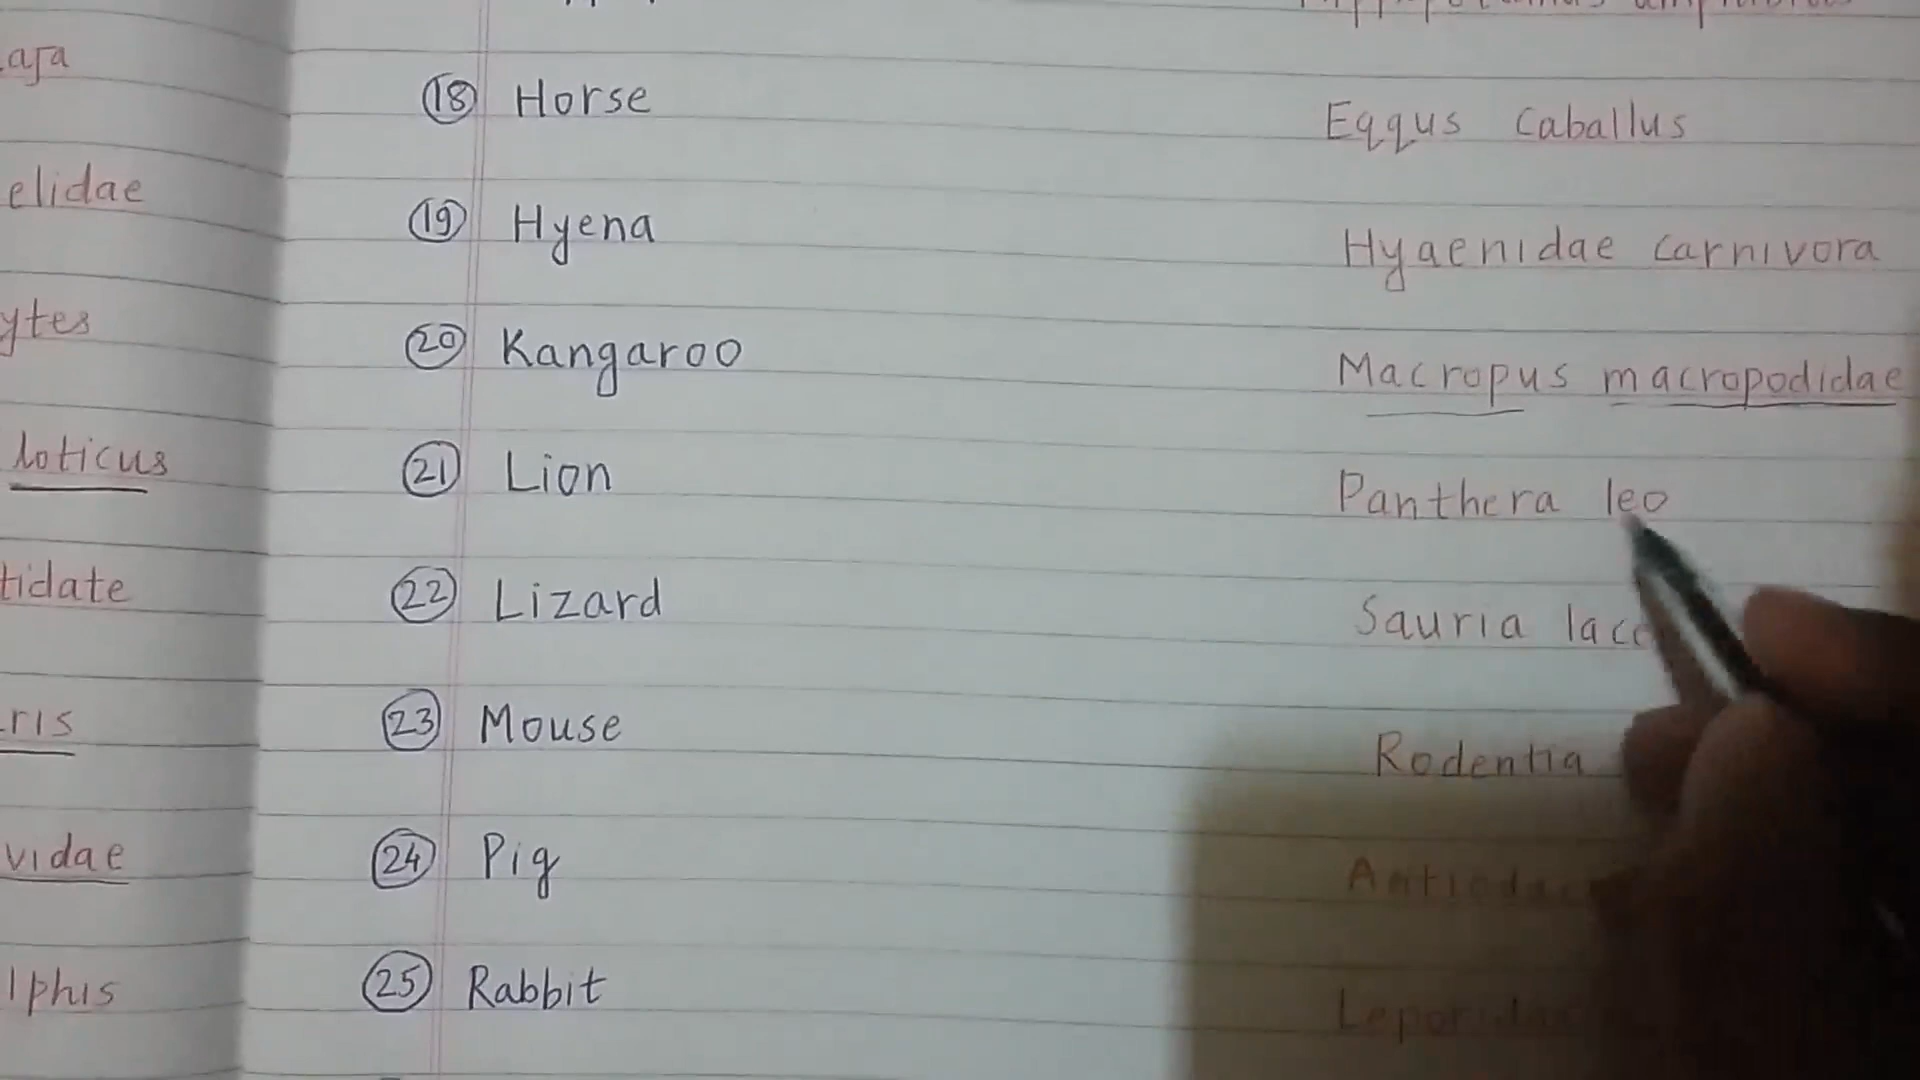 18 Horse Eqqus caballus
elidae
19 Hyena Hyaenidae carnivora
ytes
20 Kangaroo Macropus macropodidae
loticus
21 Lion Panthera leo
tidate
22 Lizard Sauria
ris
23 Mouse Rodentia
vidae
24 Pig
lphis
25 Rabbit